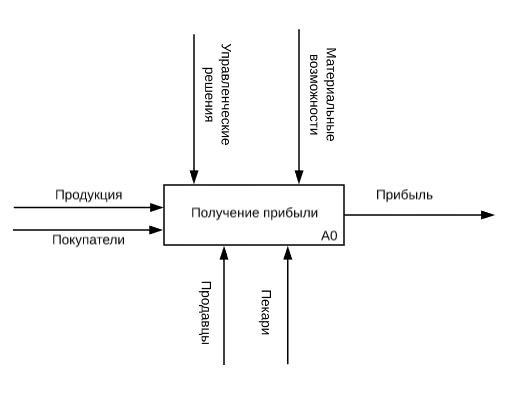 Управленческие
решения
Материальные
возможности
Продукция
Покупатели
Получение прибыли
A0
Прибыль
Продавцы
Пекари